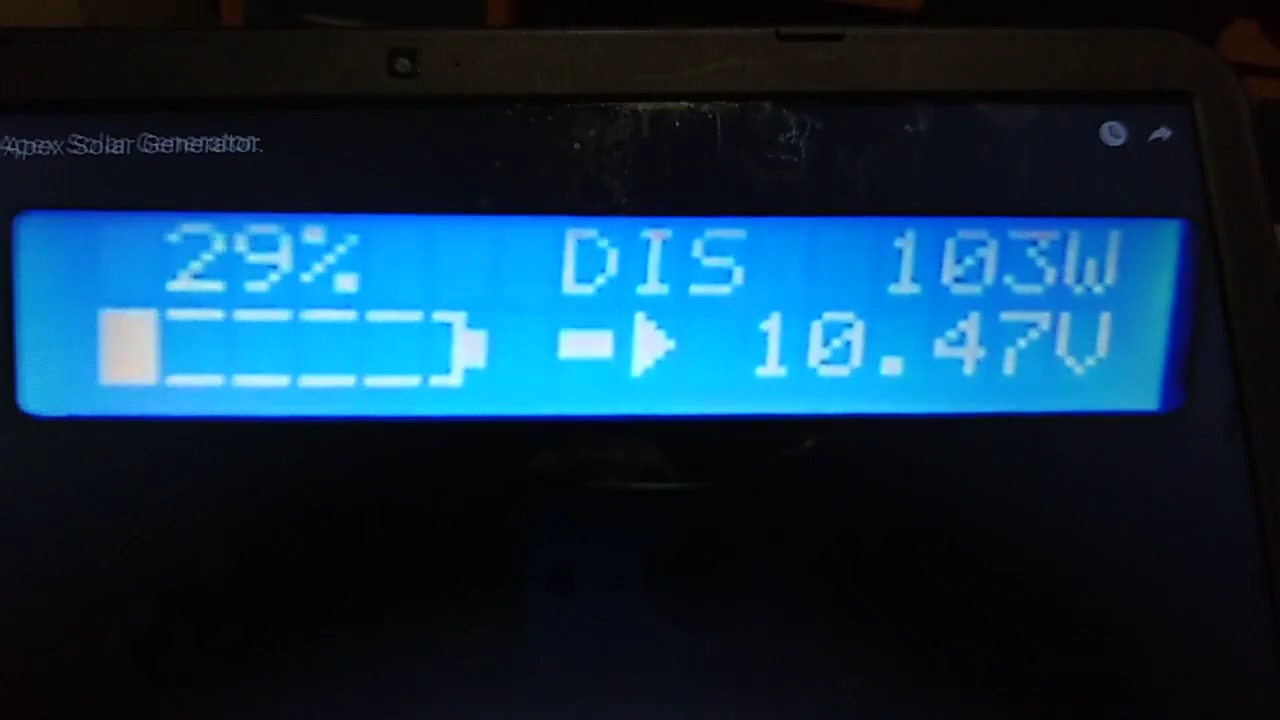 Apex Solar Generator.
29% DIS 103W
10.47V